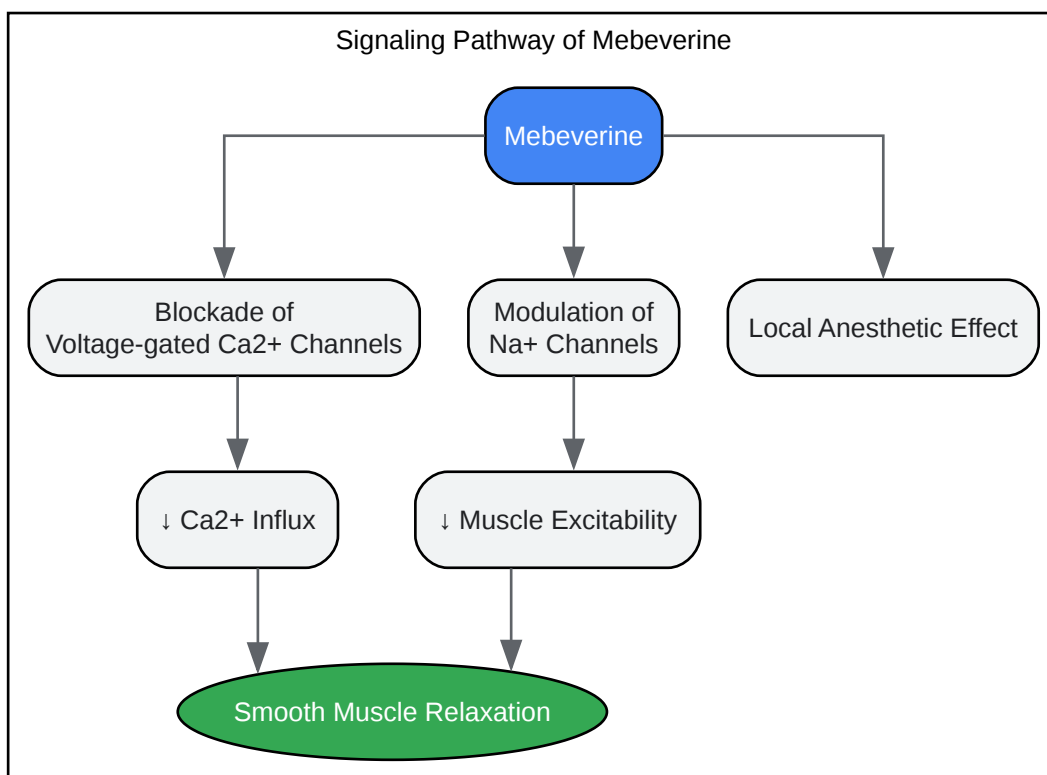 Signaling Pathway of Mebeverine
Mebeverine
Blockade of
Voltage-gated Ca2+ Channels
Modulation of
Na+ Channels
Local Anesthetic Effect
↓ Ca2+ Influx
↓ Muscle Excitability
Smooth Muscle Relaxation